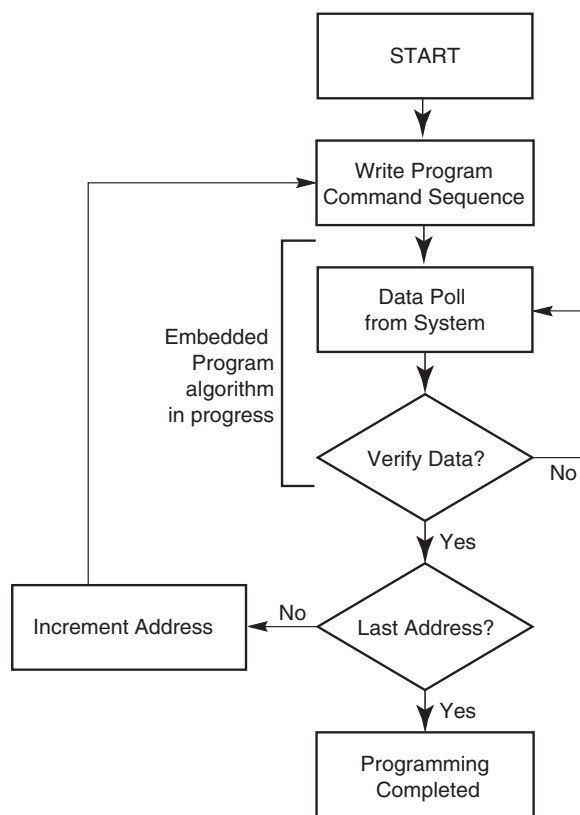 START
Write Program
Command Sequence
Data Poll
from System
Embedded
Program
algorithm
in progress
Verify Data?
No
Yes
Increment Address
No
Last Address?
Yes
Programming
Completed